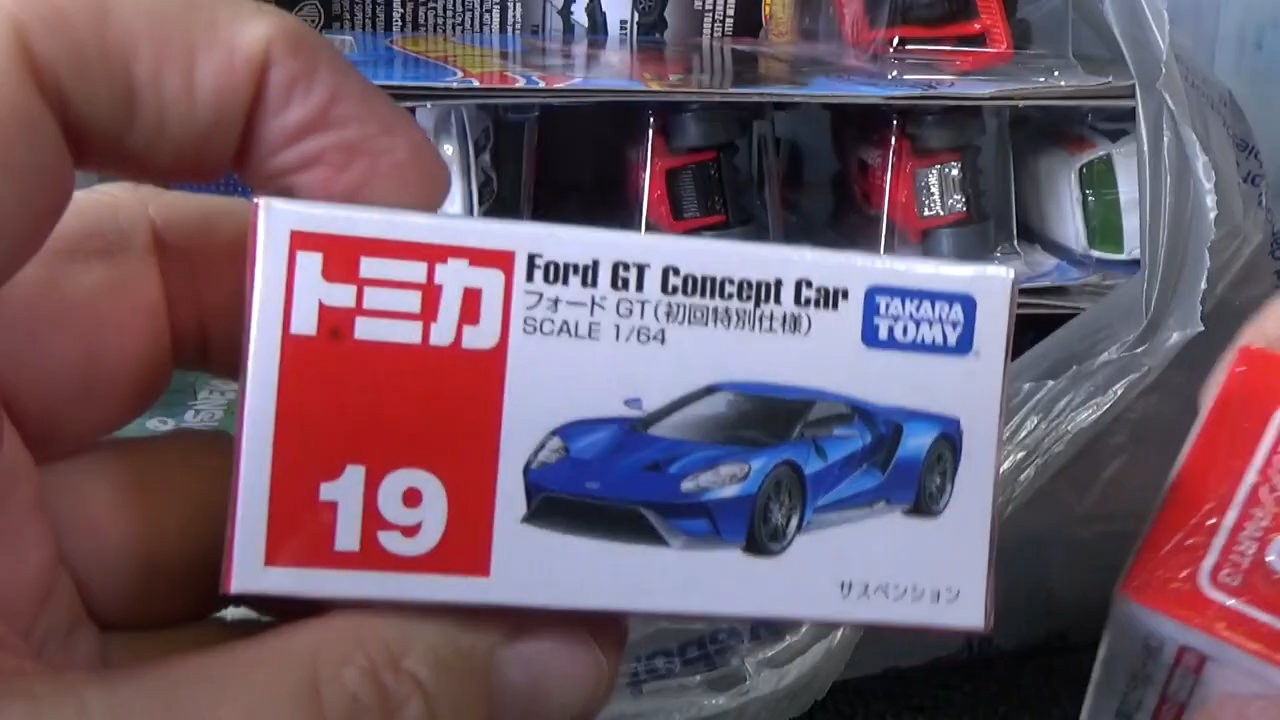 トミカ
19
Ford GT Concept Car
フォード GT(初回特別仕様)
SCALE 1/64
TAKARA
TOMY
サスペンション